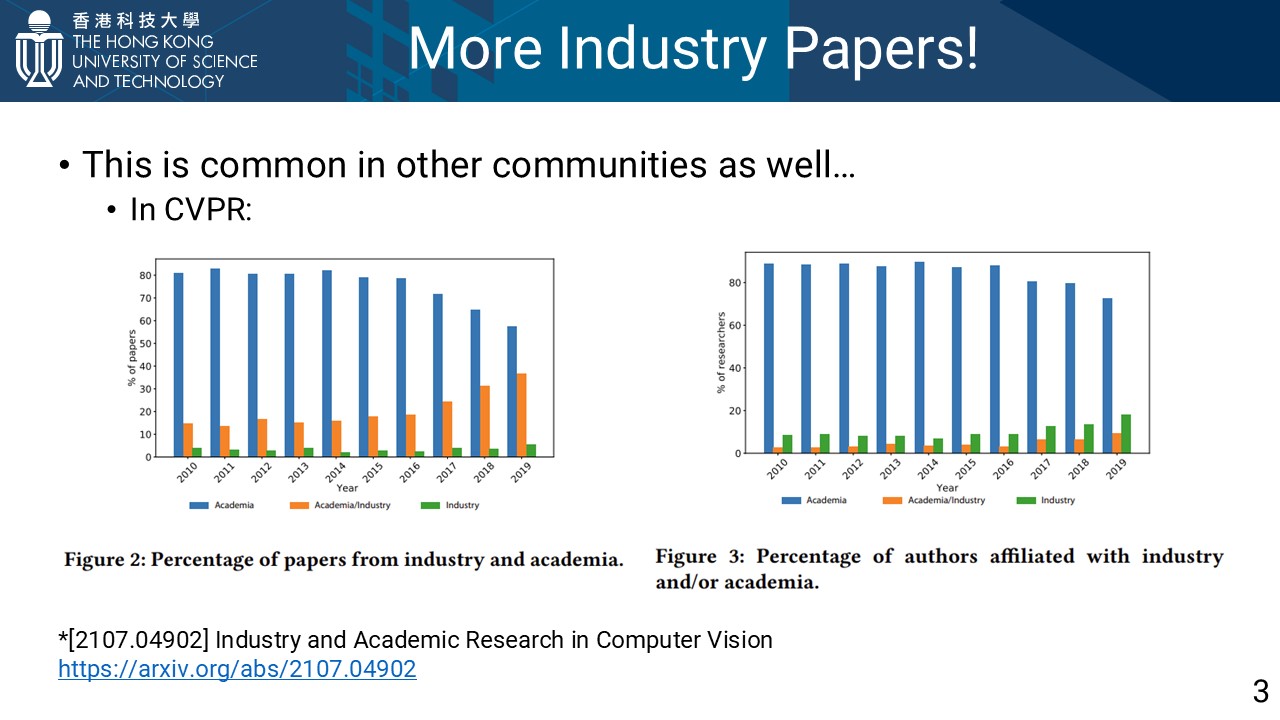 香港科技大學
THE HONG KONG
UNIVERSITY OF SCIENCE
AND TECHNOLOGY
More Industry Papers!
• This is common in other communities as well…
• In CVPR:
% of papers
80
70
60
50
40
30
20
10
0
2010 2011 2012 2013 2014 2015 2016 2017 2018 2019
Year
Academia Academia/Industry Industry
Figure 2: Percentage of papers from industry and academia.
% of researchers
80
60
40
20
0
2010 2011 2012 2013 2014 2015 2016 2017 2018 2019
Year
Academia Academia/Industry Industry
Figure 3: Percentage of authors affiliated with industry
and/or academia.
*[2107.04902] Industry and Academic Research in Computer Vision
https://arxiv.org/abs/2107.04902
3